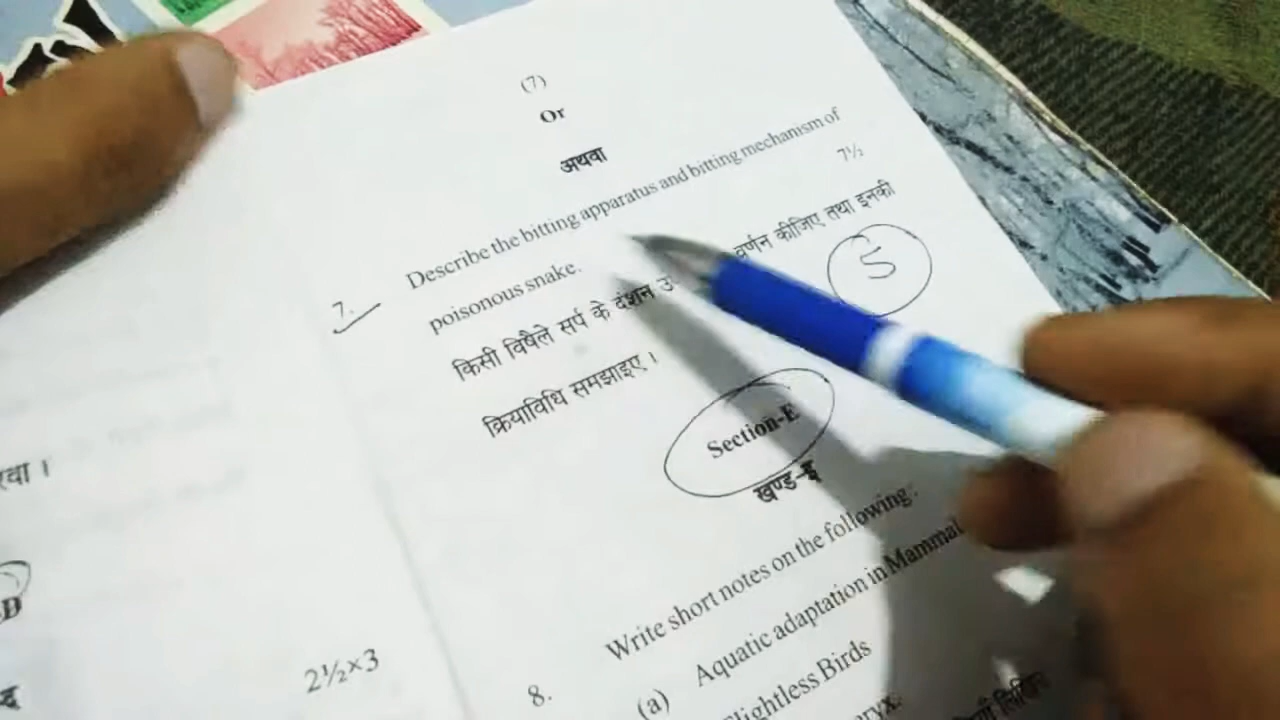 (7)
Or
अथवा
7. Describe the bitting apparatus and bitting mechanism of
poisonous snake. 7½
किसी विषैले सर्प के दंशन वर्णन कीजिए तथा इनकी
क्रियाविधि समझाइए।
5
Section-E
खण्ड-इ
2½×3
8. Write short notes on the following:
(a) Aquatic adaptation in Mammal
Flightless Birds